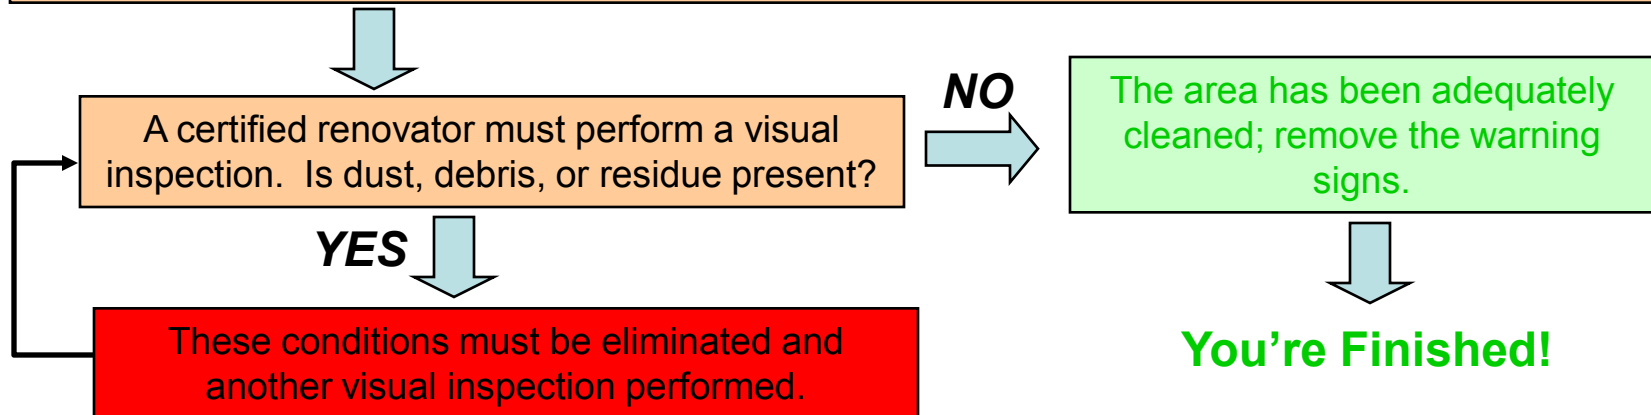 A certified renovator must perform a visual
inspection.  Is dust, debris, or residue present?
NO
The area has been adequately
cleaned; remove the warning
signs.
YES
These conditions must be eliminated and
another visual inspection performed.
You’re Finished!